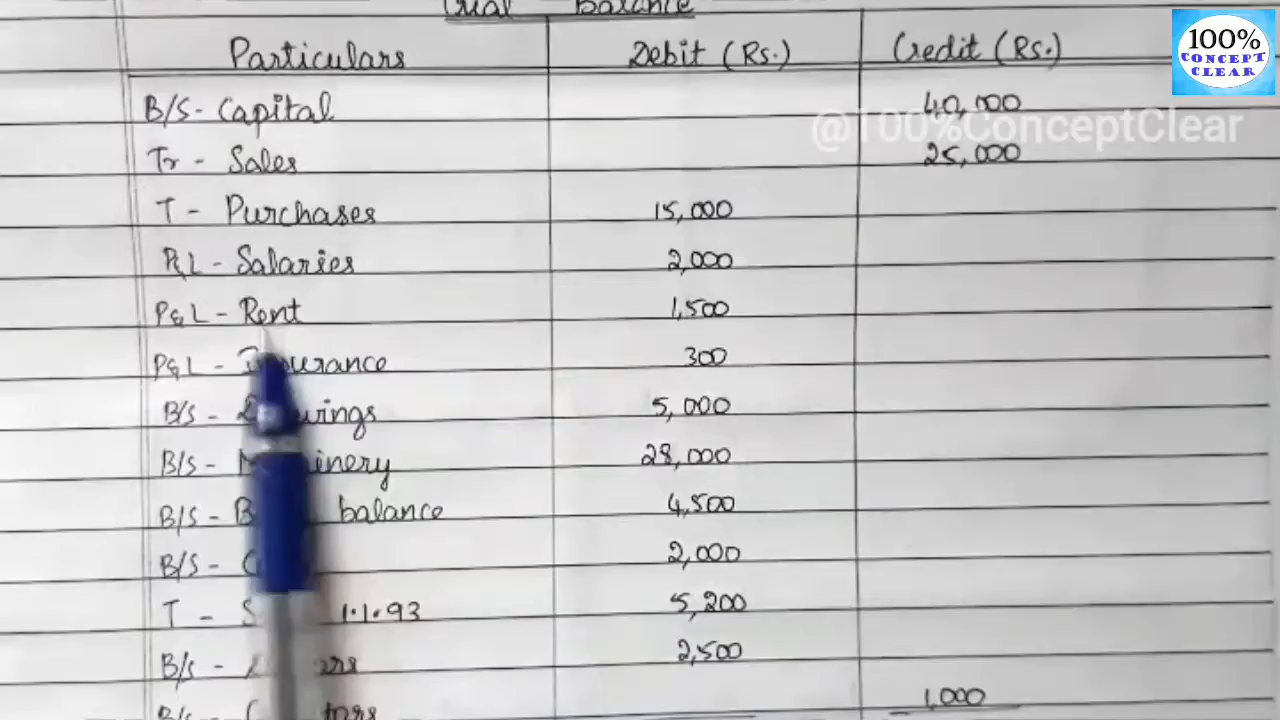 Trial Balance
Particulars Debit (Rs.) Credit (Rs.)
100%
CONCEPT
CLEAR
B/S - Capital 40,000
@100%ConceptClear
Tr - Sales 25,000
T - Purchases 15,000
P&L - Salaries 2,000
P&L - Rent 1,500
P&L - 300
B/S - 5,000
B/S - 28,000
B/S - balance 4,500
B/S - 2,000
T - 1.1.93 5,200
B/S - 2,500
B/S - 1,000